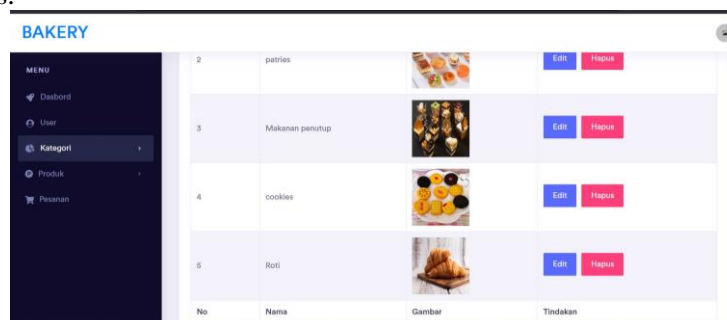 s.
BAKERY
MENU
Dasbord
User
Kategori
Produk
Pesanan
2 patries Edit Hapus
3 Makanan penutup Edit Hapus
4 cookies Edit Hapus
5 Roti Edit Hapus
No Nama Gambar Tindakan